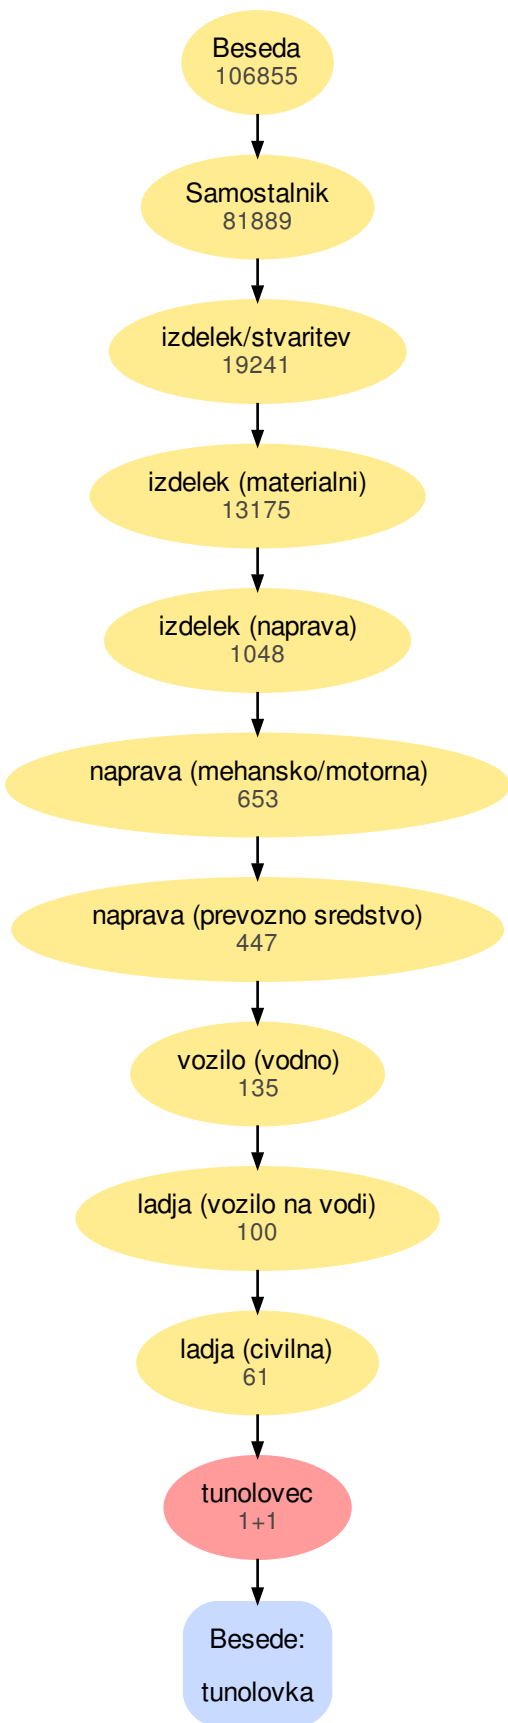 Beseda
106855
Samostalnik
81889
izdelek/stvaritev
19241
izdelek (materialni)
13175
izdelek (naprava)
1048
naprava (mehansko/motorna)
653
naprava (prevozno sredstvo)
447
vozilo (vodno)
135
ladja (vozilo na vodi)
100
ladja (civilna)
61
tunolovec
1+1
Besede:
tunolovka